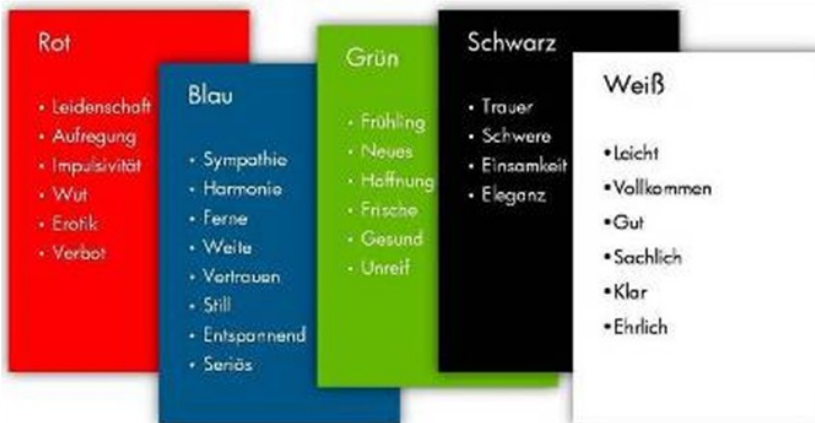 Rot
• Leidenschaft
• Aufregung
• Impulsivität
• Wut
• Erotik
• Verbot
Blau
• Sympathie
• Harmonie
• Ferne
• Weite
• Vertrauen
• Still
• Entspannend
• Seriös
Grün
• Frühling
• Neues
• Hoffnung
• Frische
• Gesund
• Unreif
Schwarz
• Trauer
• Schwere
• Einsamkeit
• Eleganz
Weiß
•Leicht
•Vollkommen
•Gut
•Sachlich
•Klar
•Ehrlich